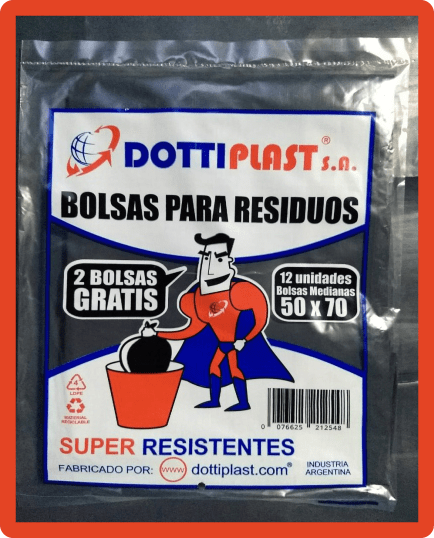 DOTTIPLAST® S.A.
BOLSAS PARA RESIDUOS
2 BOLSAS
GRATIS
12 unidades
Bolsas Medianas
50 x 70
4
LDPE
MATERIAL
RECICLABLE
0 076625 212548
SUPER RESISTENTES
FABRICADO POR: www dottiplast.com®
INDUSTRIA
ARGENTINA